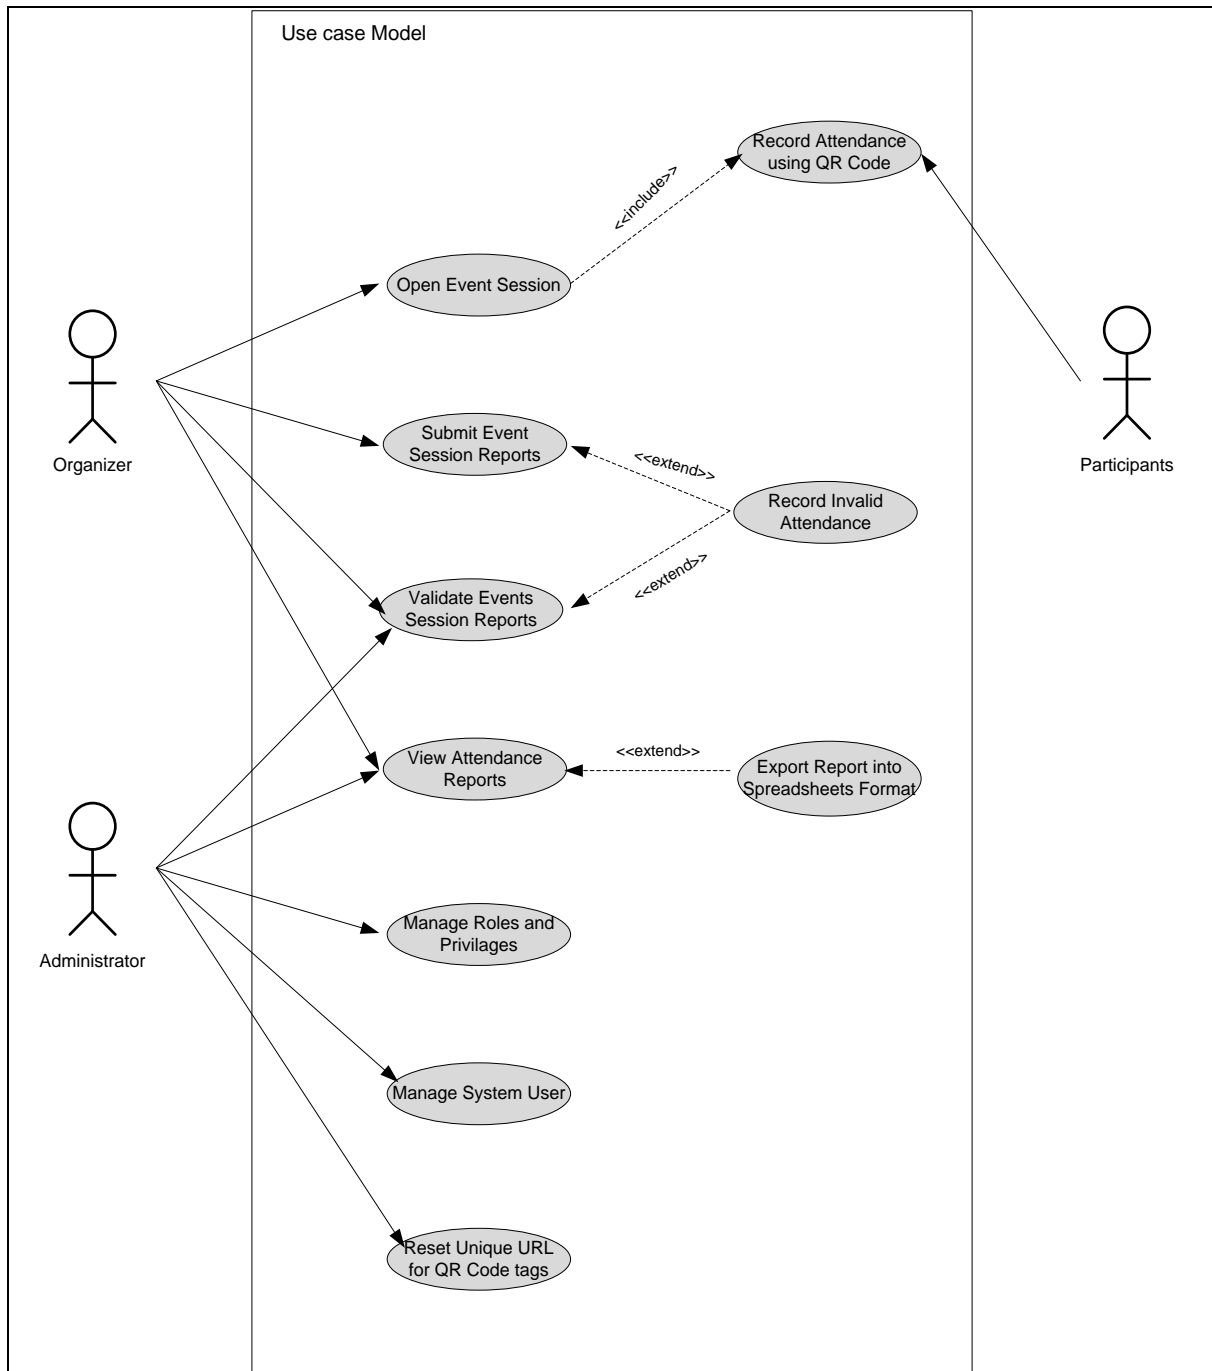 Use case Model
Record Attendance
using QR Code
<<include>>
Open Event Session
Organizer
Submit Event
Session Reports
<<extend>>
Participants
Record Invalid
Attendance
<<extend>>
Validate Events
Session Reports
View Attendance
Reports
<<extend>>
Export Report into
Spreadsheets Format
Administrator
Manage Roles and
Privilages
Manage System User
Reset Unique URL
for QR Code tags